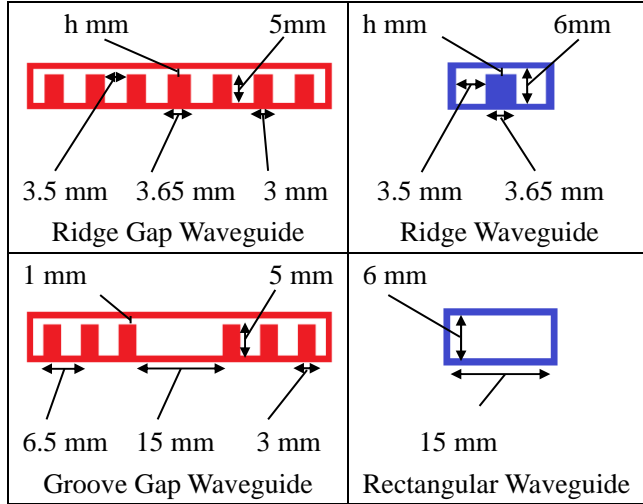 h mm 5mm
3.5 mm 3.65 mm 3 mm
Ridge Gap Waveguide
h mm 6mm
3.5 mm 3.65 mm
Ridge Waveguide
1 mm 5 mm
6.5 mm 15 mm 3 mm
Groove Gap Waveguide
6 mm
15 mm
Rectangular Waveguide